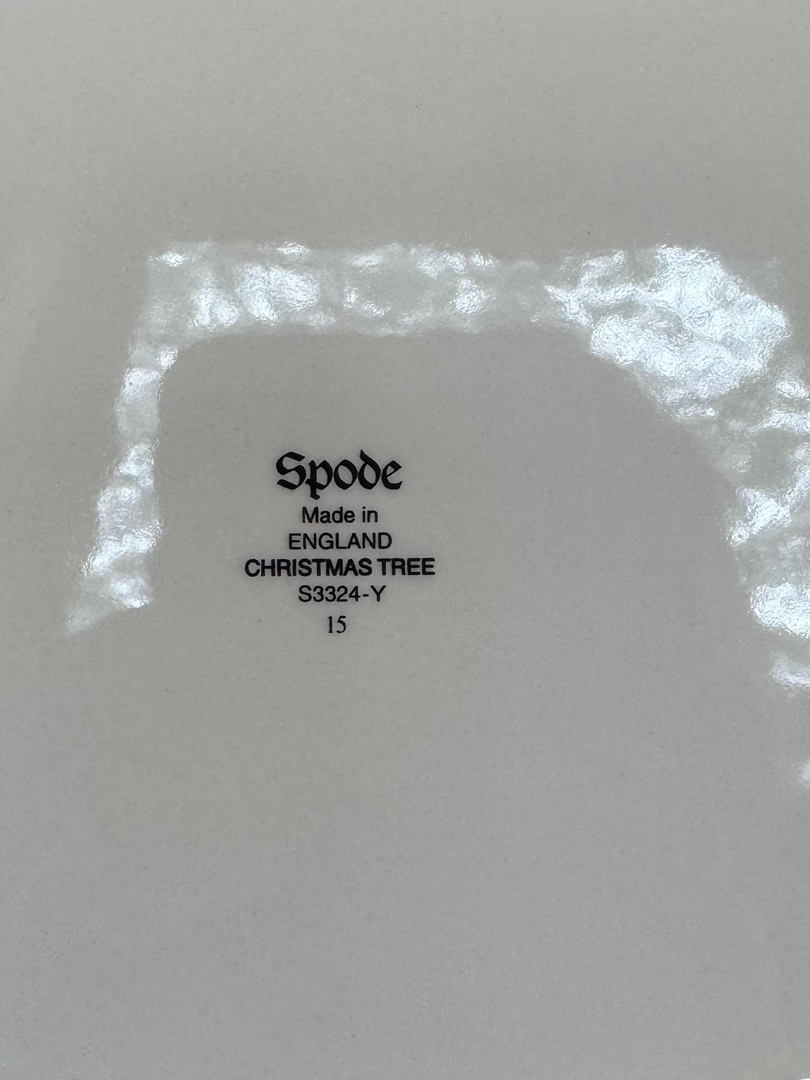 Spode
Made in
ENGLAND
CHRISTMAS TREE
S3324-Y
15